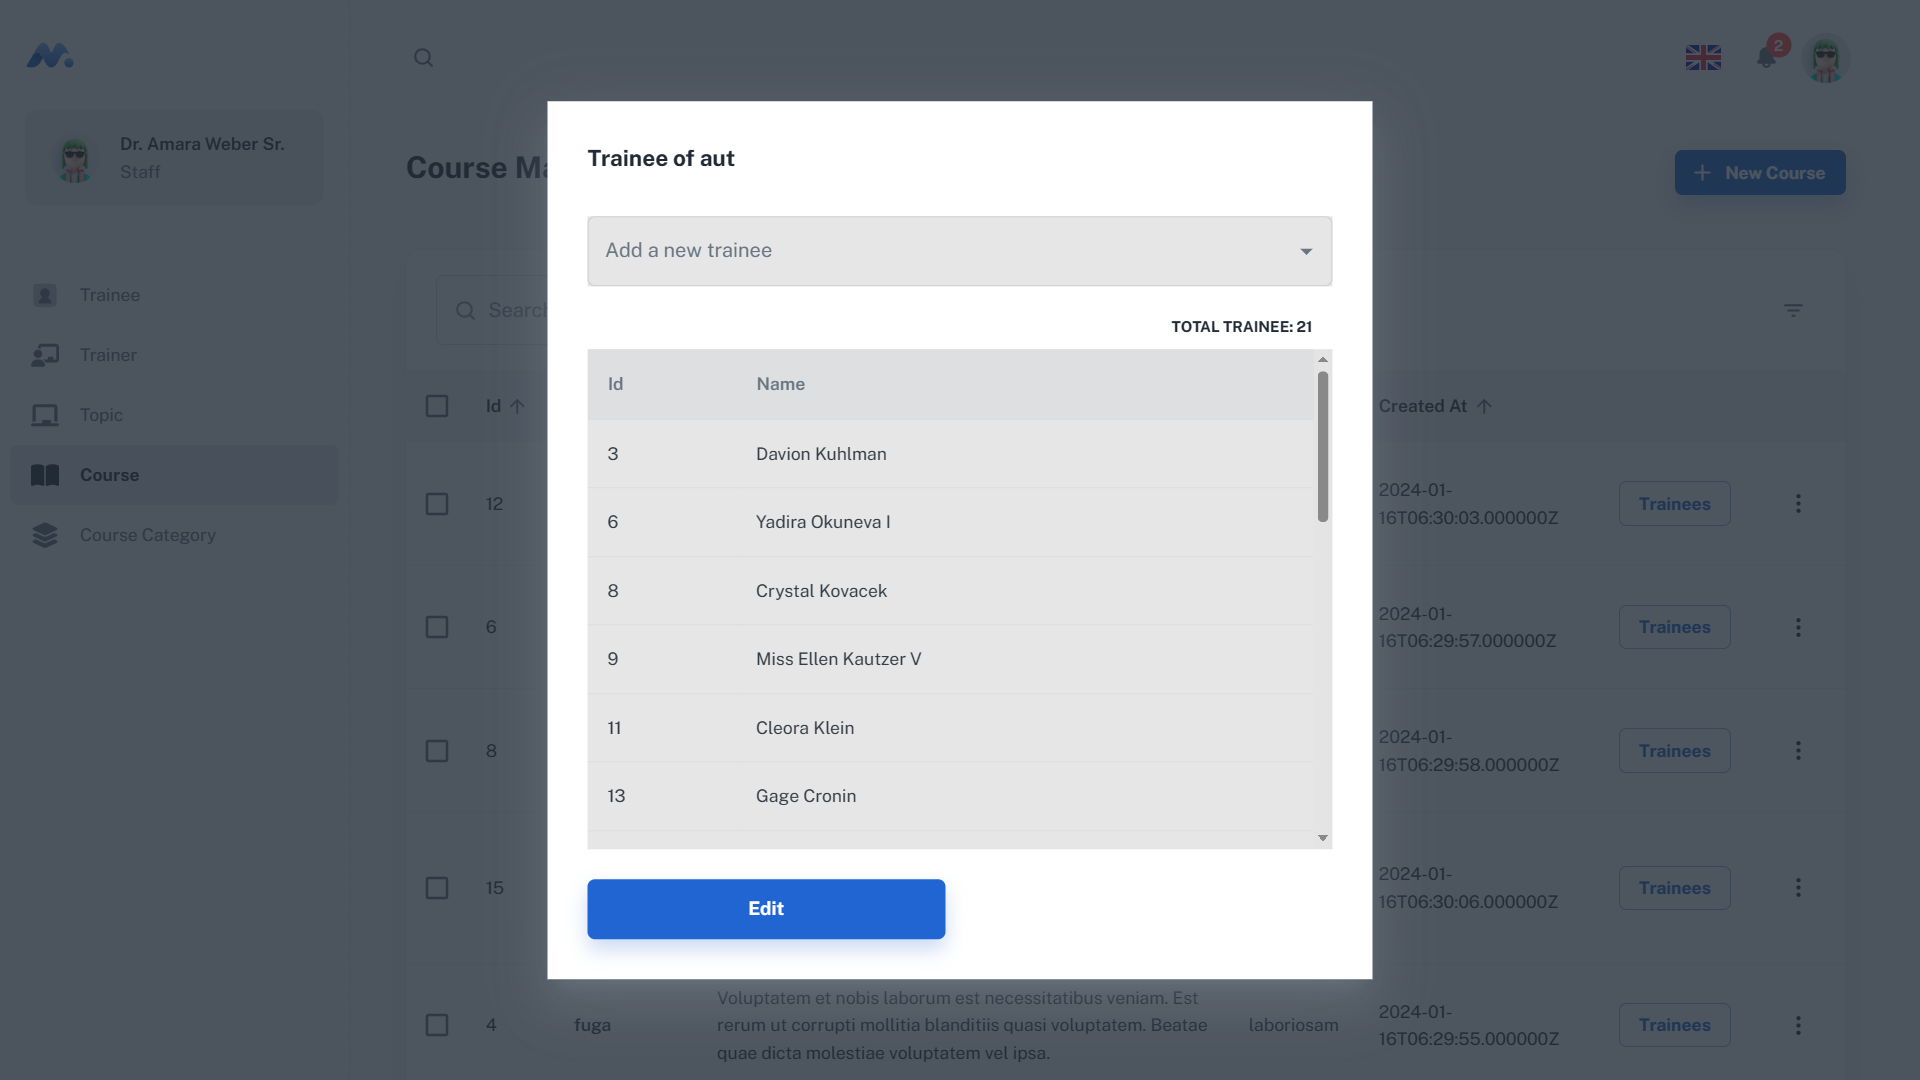 2
Dr. Amara Weber Sr.
Staff
Course Ma
New Course
Trainee
Trainer
Topic
Course
Course Category
Search
Id
Created At
12
2024-01-
16T06:30:03.000000Z
Trainees
6
2024-01-
16T06:29:57.000000Z
Trainees
8
2024-01-
16T06:29:58.000000Z
Trainees
15
2024-01-
16T06:30:06.000000Z
Trainees
4
fuga
Voluptatem et nobis laborum est necessitatibus veniam. Est
rerum ut corrupti mollitia blanditiis quasi voluptatem. Beatae
quae dicta molestiae voluptatem vel ipsa.
laboriosam
2024-01-
16T06:29:55.000000Z
Trainees
Trainee of aut
Add a new trainee
TOTAL TRAINEE: 21
Id Name
3 Davion Kuhlman
6 Yadira Okuneva I
8 Crystal Kovacek
9 Miss Ellen Kautzer V
11 Cleora Klein
13 Gage Cronin
Edit